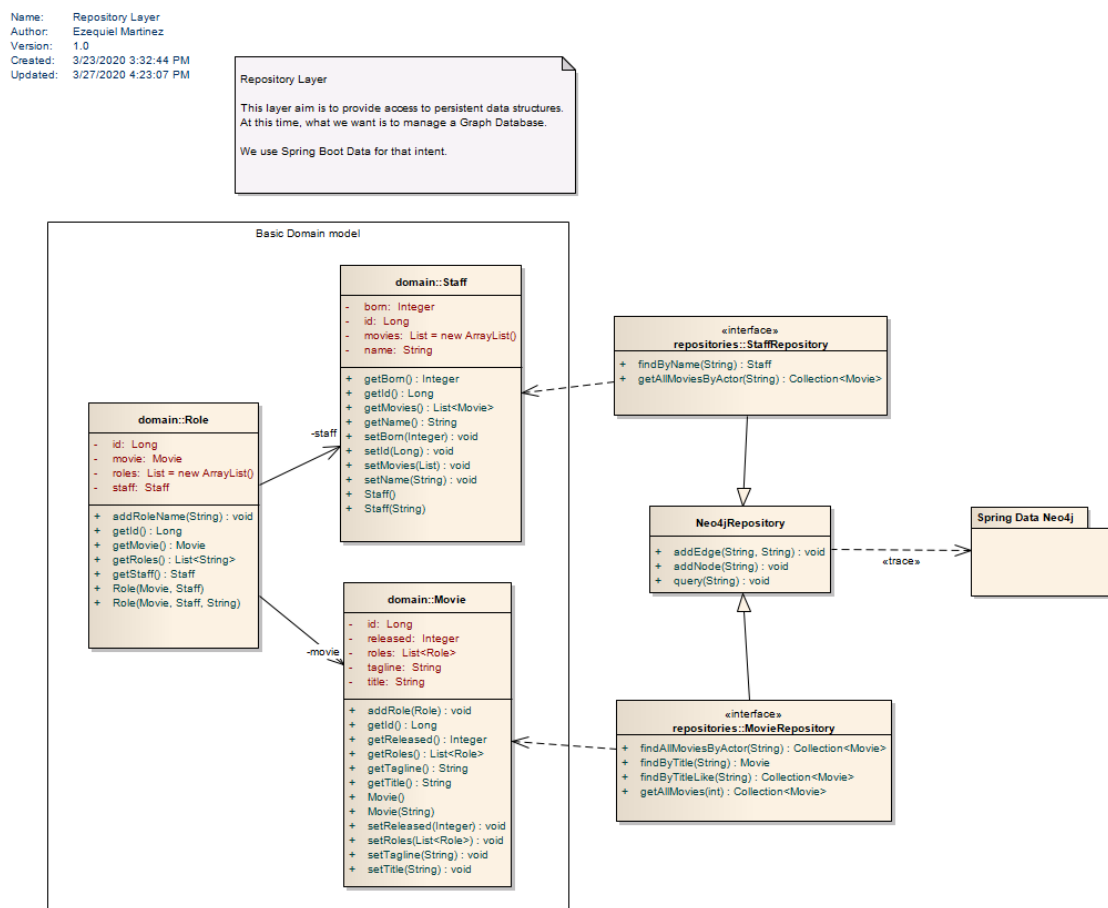 Name: Repository Layer
Author: Ezequiel Martinez
Version: 1.0
Created: 3/23/2020 3:32:44 PM
Updated: 3/27/2020 4:23:07 PM
Repository Layer
This layer aim is to provide access to persistent data structures.
At this time, what we want is to manage a Graph Database.
We use Spring Boot Data for that intent.
Basic Domain model
domain::Staff
- born: Integer
- id: Long
- movies: List = new ArrayList()
- name: String
+ getBorn() : Integer
+ getId() : Long
+ getMovies() : List<Movie>
+ getName() : String
+ setBorn(Integer) : void
+ setId(Long) : void
+ setMovies(List) : void
+ setName(String) : void
+ Staff()
+ Staff(String)
«interface»
repositories::StaffRepository
+ findByName(String) : Staff
+ getAllMoviesByActor(String) : Collection<Movie>
domain::Role
- id: Long
- movie: Movie
- roles: List = new ArrayList()
- staff: Staff
+ addRoleName(String) : void
+ getId() : Long
+ getMovie() : Movie
+ getRoles() : List<String>
+ getStaff() : Staff
+ Role(Movie, Staff)
+ Role(Movie, Staff, String)
-staff
-movie
Neo4jRepository
+ addEdge(String, String) : void
+ addNode(String) : void
+ query(String) : void
«trace»
Spring Data Neo4j
domain::Movie
- id: Long
- released: Integer
- roles: List<Role>
- tagline: String
- title: String
+ addRole(Role) : void
+ getId() : Long
+ getReleased() : Integer
+ getRoles() : List<Role>
+ getTagline() : String
+ getTitle() : String
+ Movie()
+ Movie(String)
+ setReleased(Integer) : void
+ setRoles(List<Role>) : void
+ setTagline(String) : void
+ setTitle(String) : void
«interface»
repositories::MovieRepository
+ findAllMoviesByActor(String) : Collection<Movie>
+ findByTitle(String) : Movie
+ findByTitleLike(String) : Collection<Movie>
+ getAllMovies(int) : Collection<Movie>